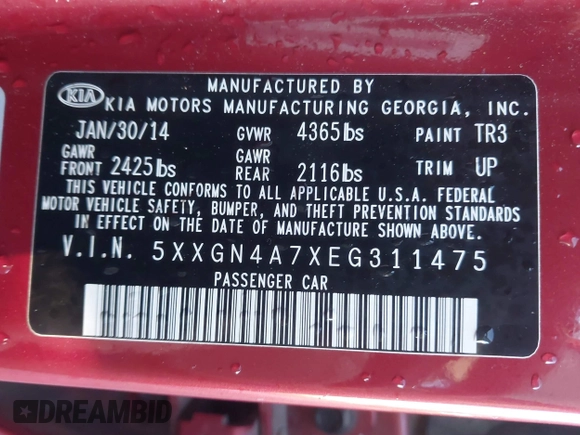 MANUFACTURED BY
KIA KIA MOTORS MANUFACTURING GEORGIA, INC.
JAN/30/14 GVWR 4365lbs PAINT TR3
GAWR FRONT 2425lbs GAWR REAR 2116lbs TRIM UP
THIS VEHICLE CONFORMS TO ALL APPLICABLE U.S.A. FEDERAL
MOTOR VEHICLE SAFETY, BUMPER, AND THEFT PREVENTION STANDARDS
IN EFFECT ON THE DATE OF MANUFACTURE SHOWN ABOVE.
V.I.N. 5XXGN4A7XEG311475
PASSENGER CAR
DREAMBID